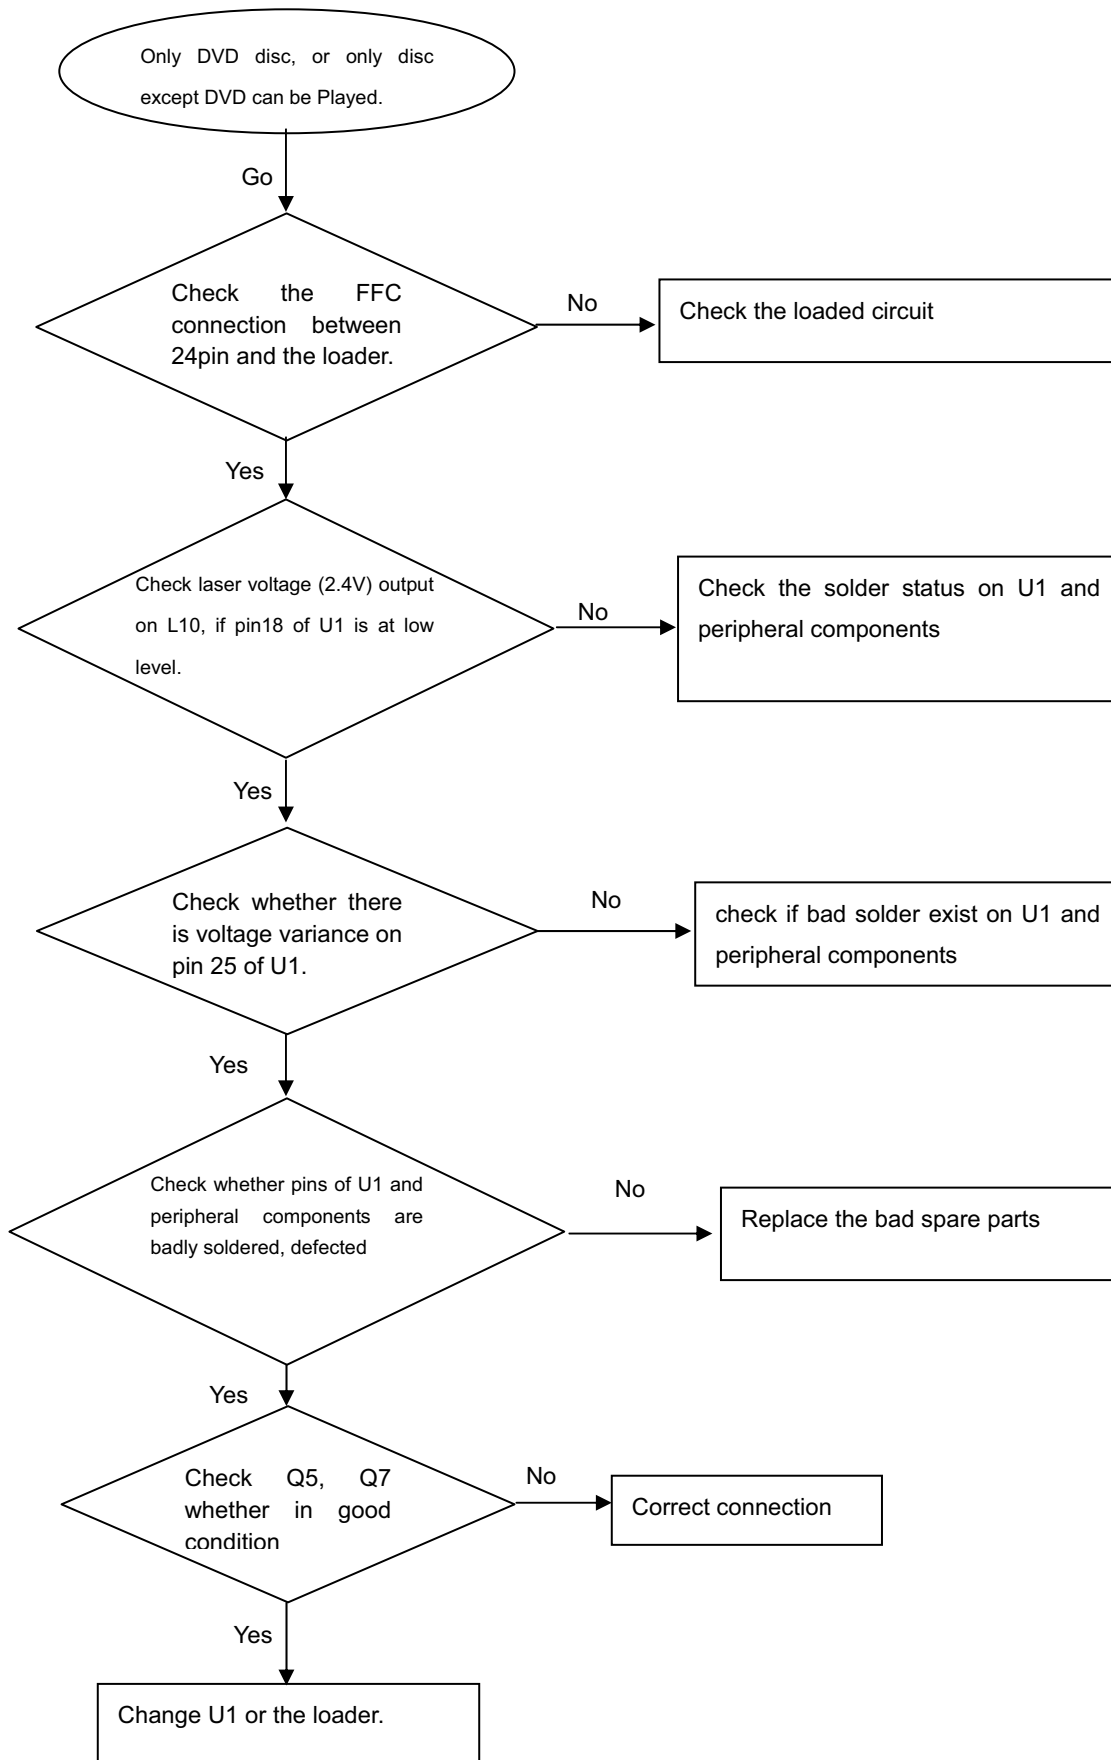 Only DVD disc, or only disc
except DVD can be Played.
Go
Check the FFC
connection between
24pin and the loader.
No
Check the loaded circuit
Yes
Check laser voltage (2.4V) output
on L10, if pin18 of U1 is at low
level.
No
Check the solder status on U1 and
peripheral components
Yes
Check whether there
is voltage variance on
pin 25 of U1.
No
check if bad solder exist on U1 and
peripheral components
Yes
Check whether pins of U1 and
peripheral components are
badly soldered, defected
No
Replace the bad spare parts
Yes
Check Q5, Q7
whether in good
condition
No
Correct connection
Yes
Change U1 or the loader.